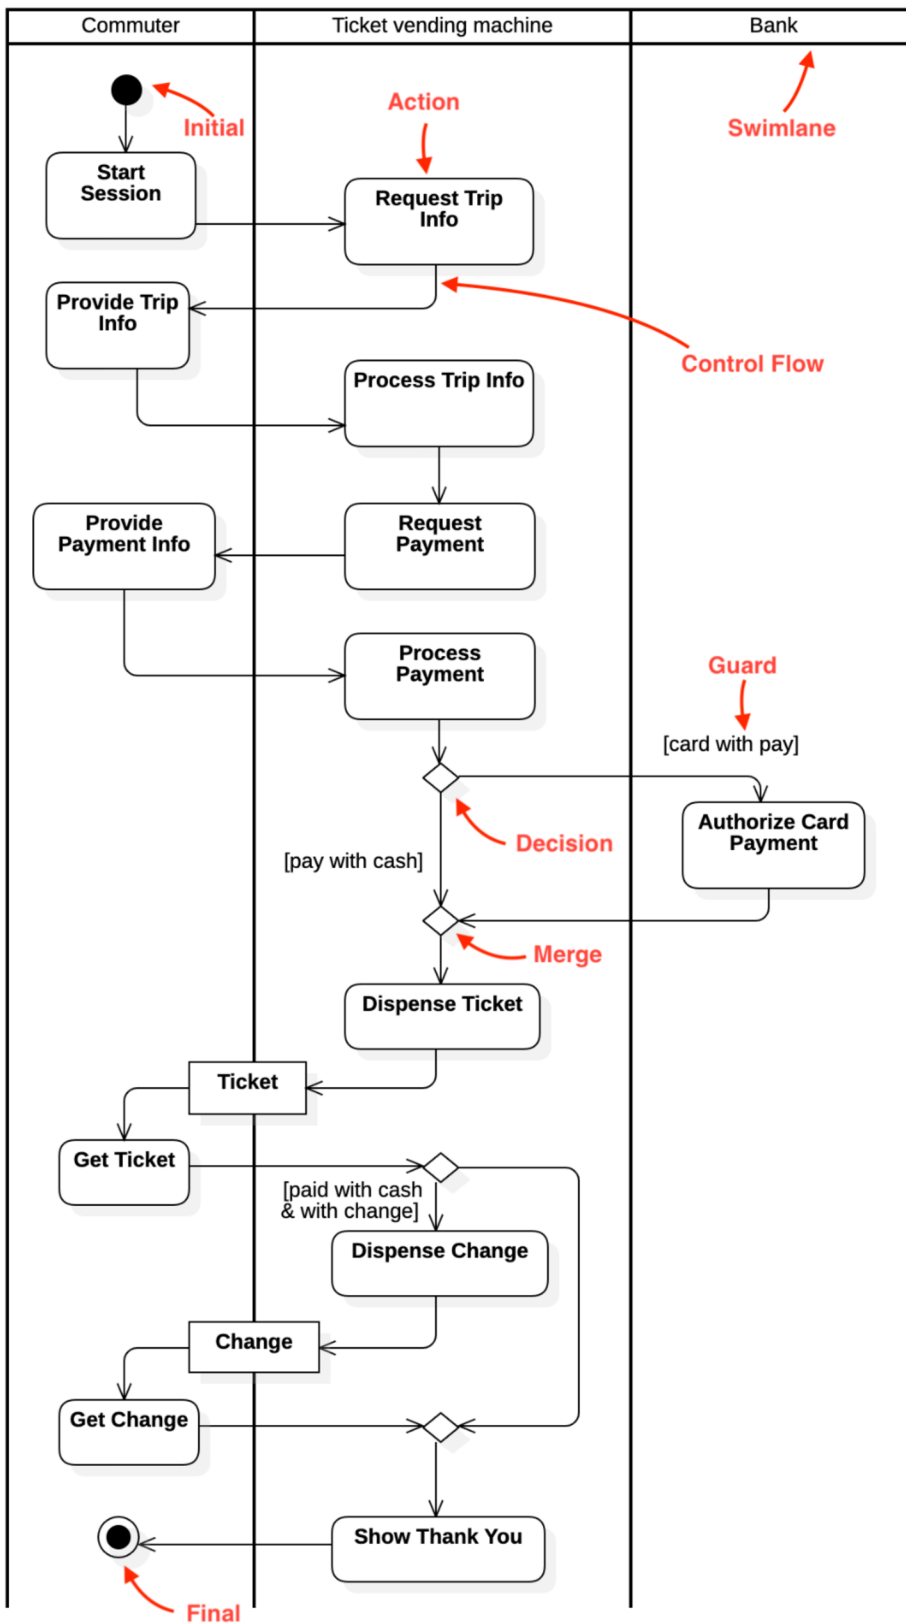 Commuter
Ticket vending machine
Bank
Action
Initial
Swimlane
Start
Session
Request Trip
Info
Provide Trip
Info
Control Flow
Process Trip Info
Provide
Payment Info
Request
Payment
Process
Payment
Guard
[card with pay]
Authorize Card
Payment
Decision
[pay with cash]
Merge
Dispense Ticket
Ticket
Get Ticket
[paid with cash
& with change]
Dispense Change
Change
Get Change
Show Thank You
Final